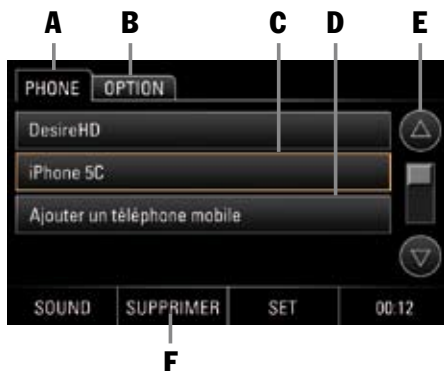 A B C D E
PHONE OPTION
DesireHD
iPhone 5C
Ajouter un téléphone mobile
SOUND SUPPRIMER SET 00:12
F